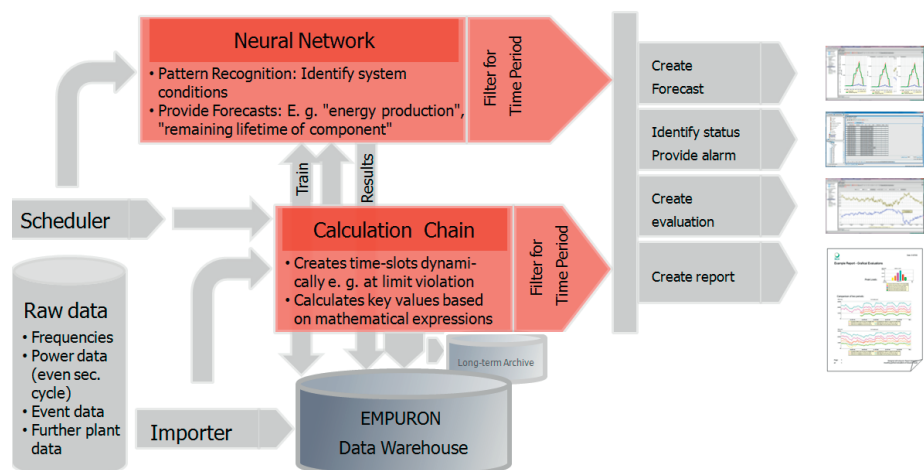 Neural Network
• Pattern Recognition: Identify system
conditions
• Provide Forecasts: E. g. "energy production",
"remaining lifetime of component"
Filter for
Time Period
Train
Results
Scheduler
Calculation Chain
• Creates time-slots dynami-
cally e. g. at limit violation
• Calculates key values based
on mathematical expressions
Filter for
Time Period
Raw data
• Frequencies
• Power data
(even sec.
cycle)
• Event data
• Further plant
data
Importer
Long-term Archive
EMPURON
Data Warehouse
Create
Forecast
Identify status
Provide alarm
Create
evaluation
Create report